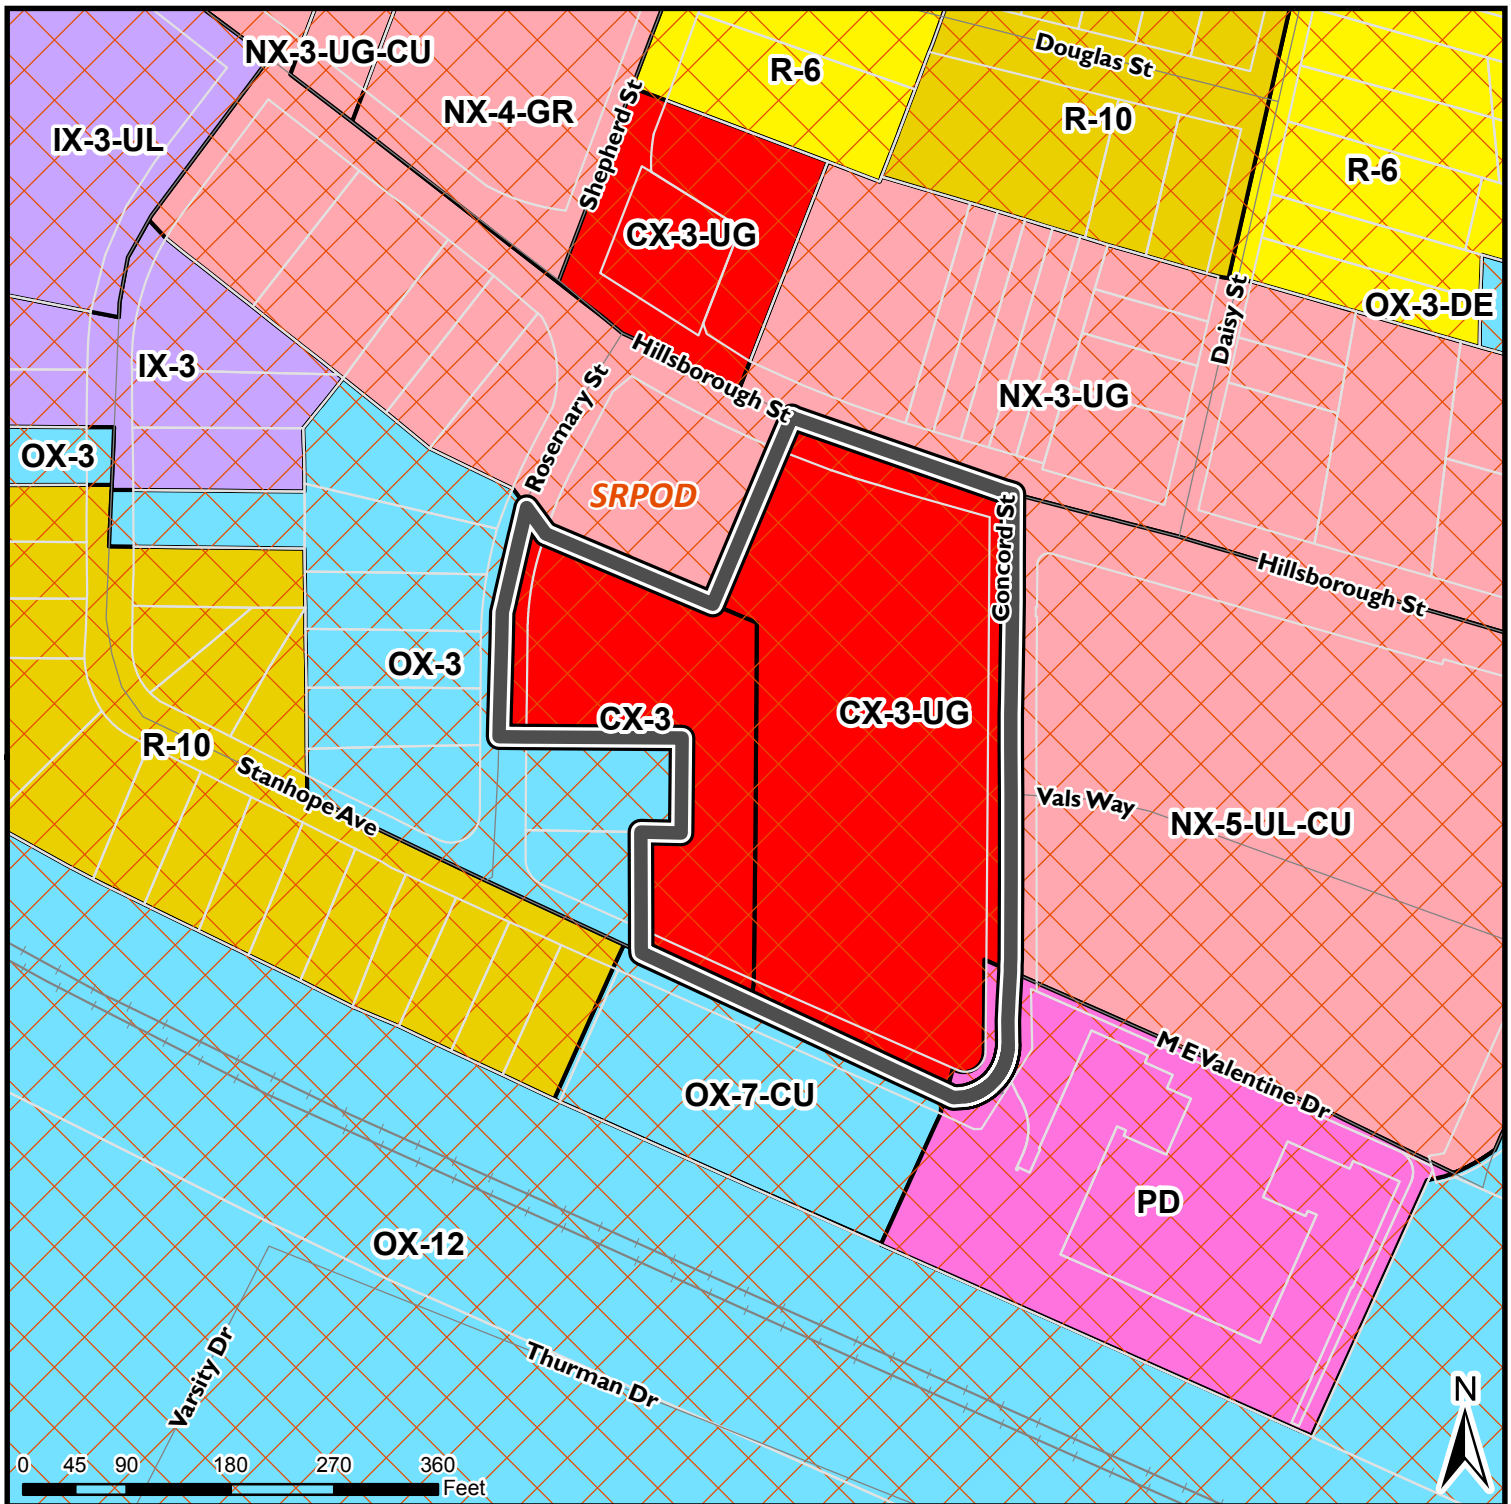 NX-3-UG-CU
R-6
Douglas St
NX-4-GR
R-10
IX-3-UL
Shepherd St
R-6
CX-3-UG
OX-3-DE
Daisy St
Hillsborough St
IX-3
Rosemary St
NX-3-UG
OX-3
SRPOD
Concord St
Hillsborough St
OX-3
CX-3
CX-3-UG
R-10
Stanhope Ave
Vals Way
NX-5-UL-CU
M E Valentine Dr
OX-7-CU
PD
OX-12
Varsity Dr
Thurman Dr
N
0 45 90 180 270 360
Feet